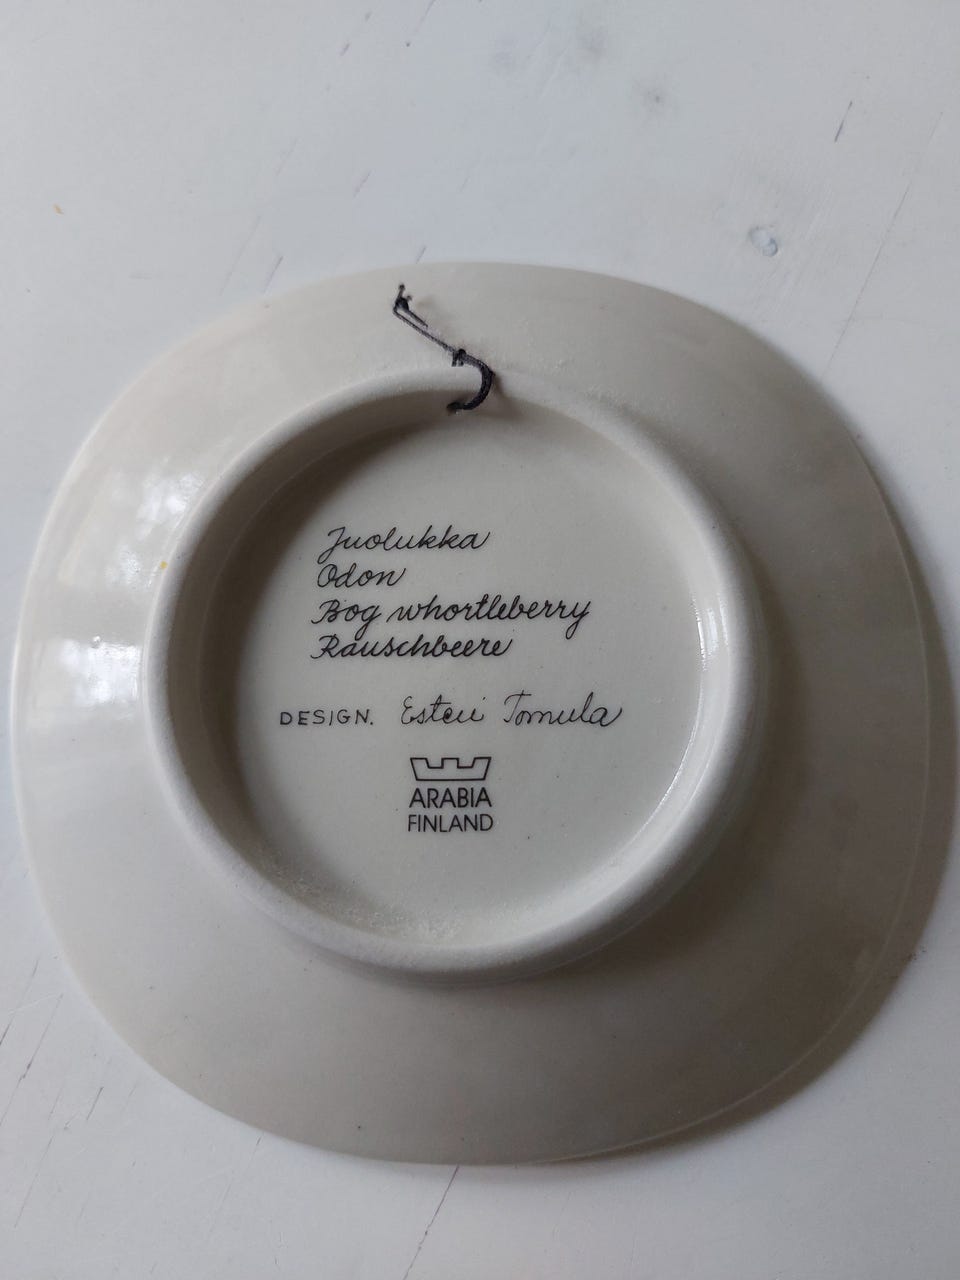 Juolukka
Odon
Bog whortleberry
Rauschbeere
DESIGN. Esteri Tomula
ARABIA
FINLAND